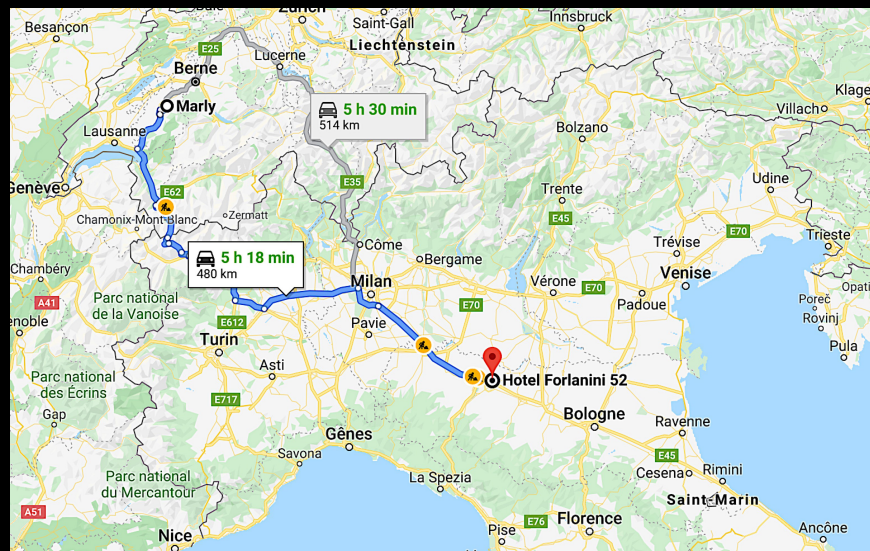 Besançon
Zürich
Saint-Gall
Innsbruck
Liechtenstein
E25
Lucerne
Berne
Klage
Marly
5 h 30 min
514 km
Villach
Lausanne
Bolzano
Genève
E62
E35
Trente
Udine
Chamonix-Mont-Blanc
Zermatt
E45
E70
Trieste
Côme
Trévise
5 h 18 min
480 km
Bergame
Venise
Chambéry
Milan
Vérone
E70
Opati
A41
Parc national
de la Vanoise
E70
Padoue
Poreč
Rovinj
enoble
E612
Pavie
Turin
Pula
Asti
Hotel Forlanini 52
Parc national
des Écrins
E717
Bologne
Gap
Gênes
Ravenne
Savona
E45
La Spezia
Cesena
Rimini
Parc national
du Mercantour
Saint-Marin
A51
E76
Florence
Pise
Ancône
Nice